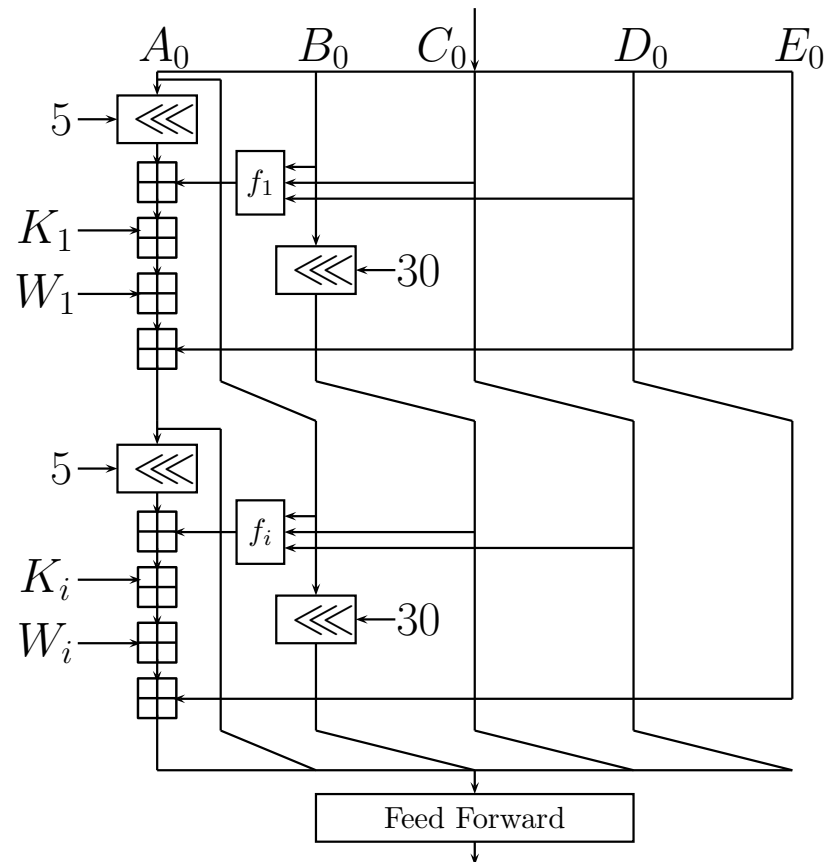 A₀ B₀ C₀ D₀ E₀
5
f₁
K₁
30
W₁
5
fᵢ
Kᵢ
30
Wᵢ
Feed Forward